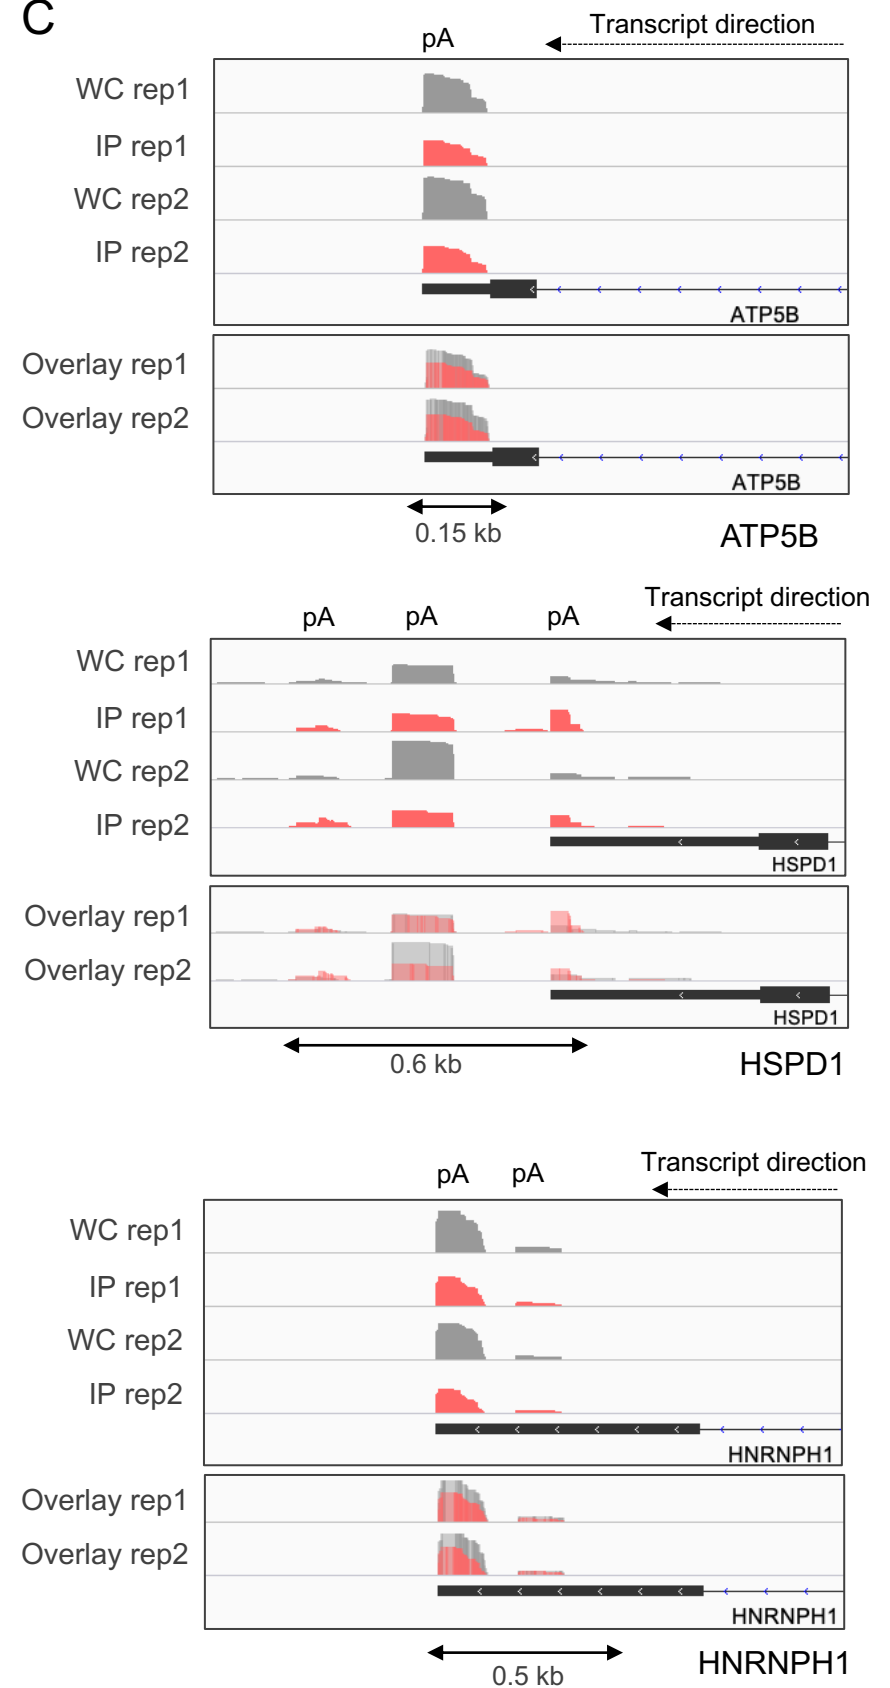 C
pA
Transcript direction
WC rep1
IP rep1
WC rep2
IP rep2
ATP5B
Overlay rep1
Overlay rep2
ATP5B
0.15 kb
ATP5B
pA pA pA
Transcript direction
WC rep1
IP rep1
WC rep2
IP rep2
HSPD1
Overlay rep1
Overlay rep2
HSPD1
0.6 kb
HSPD1
pA pA
Transcript direction
WC rep1
IP rep1
WC rep2
IP rep2
HNRNPH1
Overlay rep1
Overlay rep2
HNRNPH1
0.5 kb
HNRNPH1